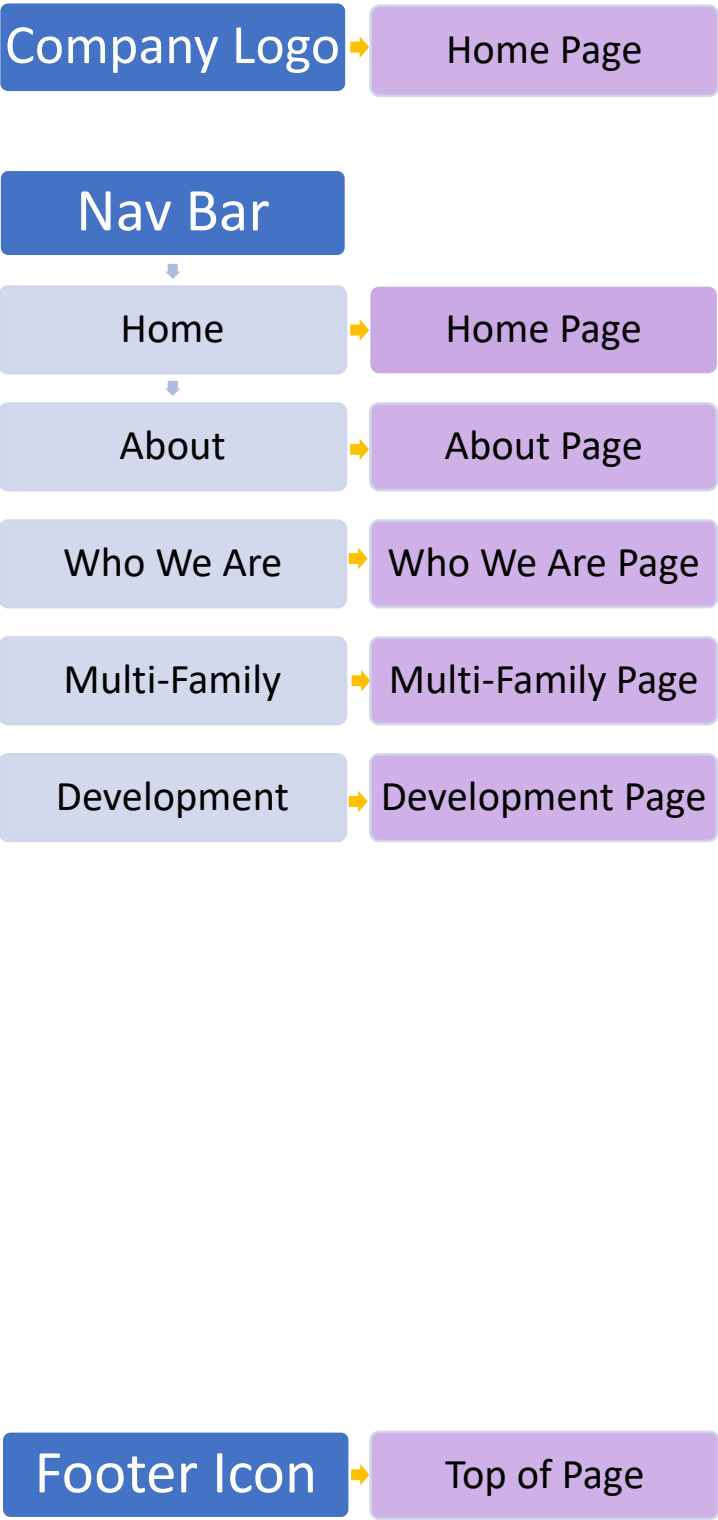 Company Logo
Home Page
Nav Bar
Home
Home Page
About
About Page
Who We Are
Who We Are Page
Multi-Family
Multi-Family Page
Development
Development Page
Footer Icon
Top of Page